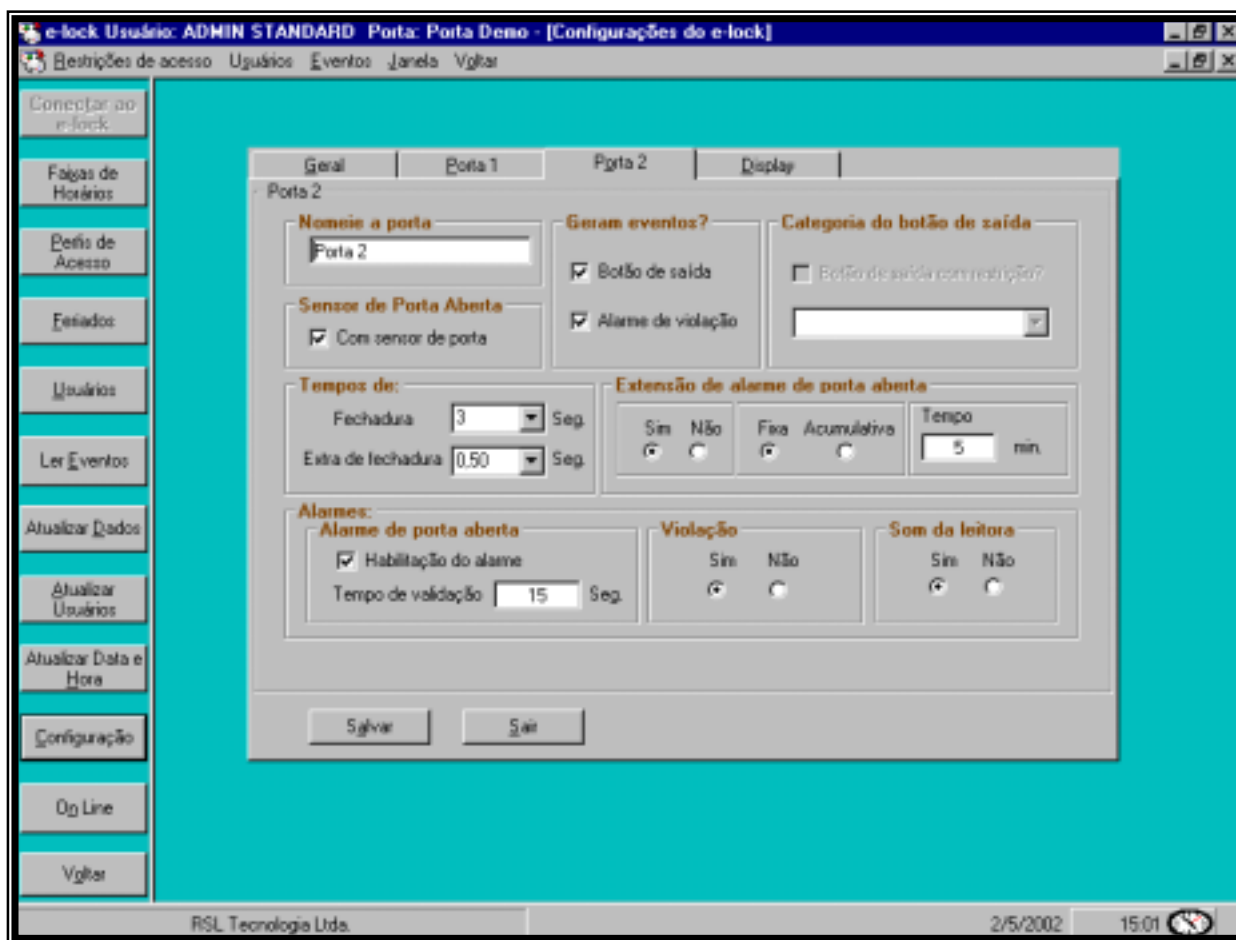 e-lock Usuário: ADMIN STANDARD Porta: Porta Demo - [Configurações do e-lock]
Restrições de acesso Usuários Eventos Janela Voltar
Conectar ao
e-lock
Faixas de
Horários
Perfis de
Acesso
Feriados
Usuários
Ler Eventos
Atualizar Dados
Atualizar
Usuários
Atualizar Data e
Hora
Configuração
On Line
Voltar
Geral Porta 1 Porta 2 Display
Porta 2
Nomeie a porta
Porta 2
Sensor de Porta Aberta
Com sensor de porta
Geram eventos?
Botão de saída
Alarme de violação
Categoria do botão de saída
Botão de saída com restrição?
Tempos de:
Fechadura 3 Seg.
Extra de fechadura 0,50 Seg.
Extensão de alarme de porta aberta
Sim Não Fixa Acumulativa
Tempo
5 min.
Alarmes:
Alarme de porta aberta
Habilitação do alarme
Tempo de validação 15 Seg.
Violação
Sim Não
Som da leitora
Sim Não
Salvar Sair
RSL Tecnologia Ltda. 2/5/2002 15:01